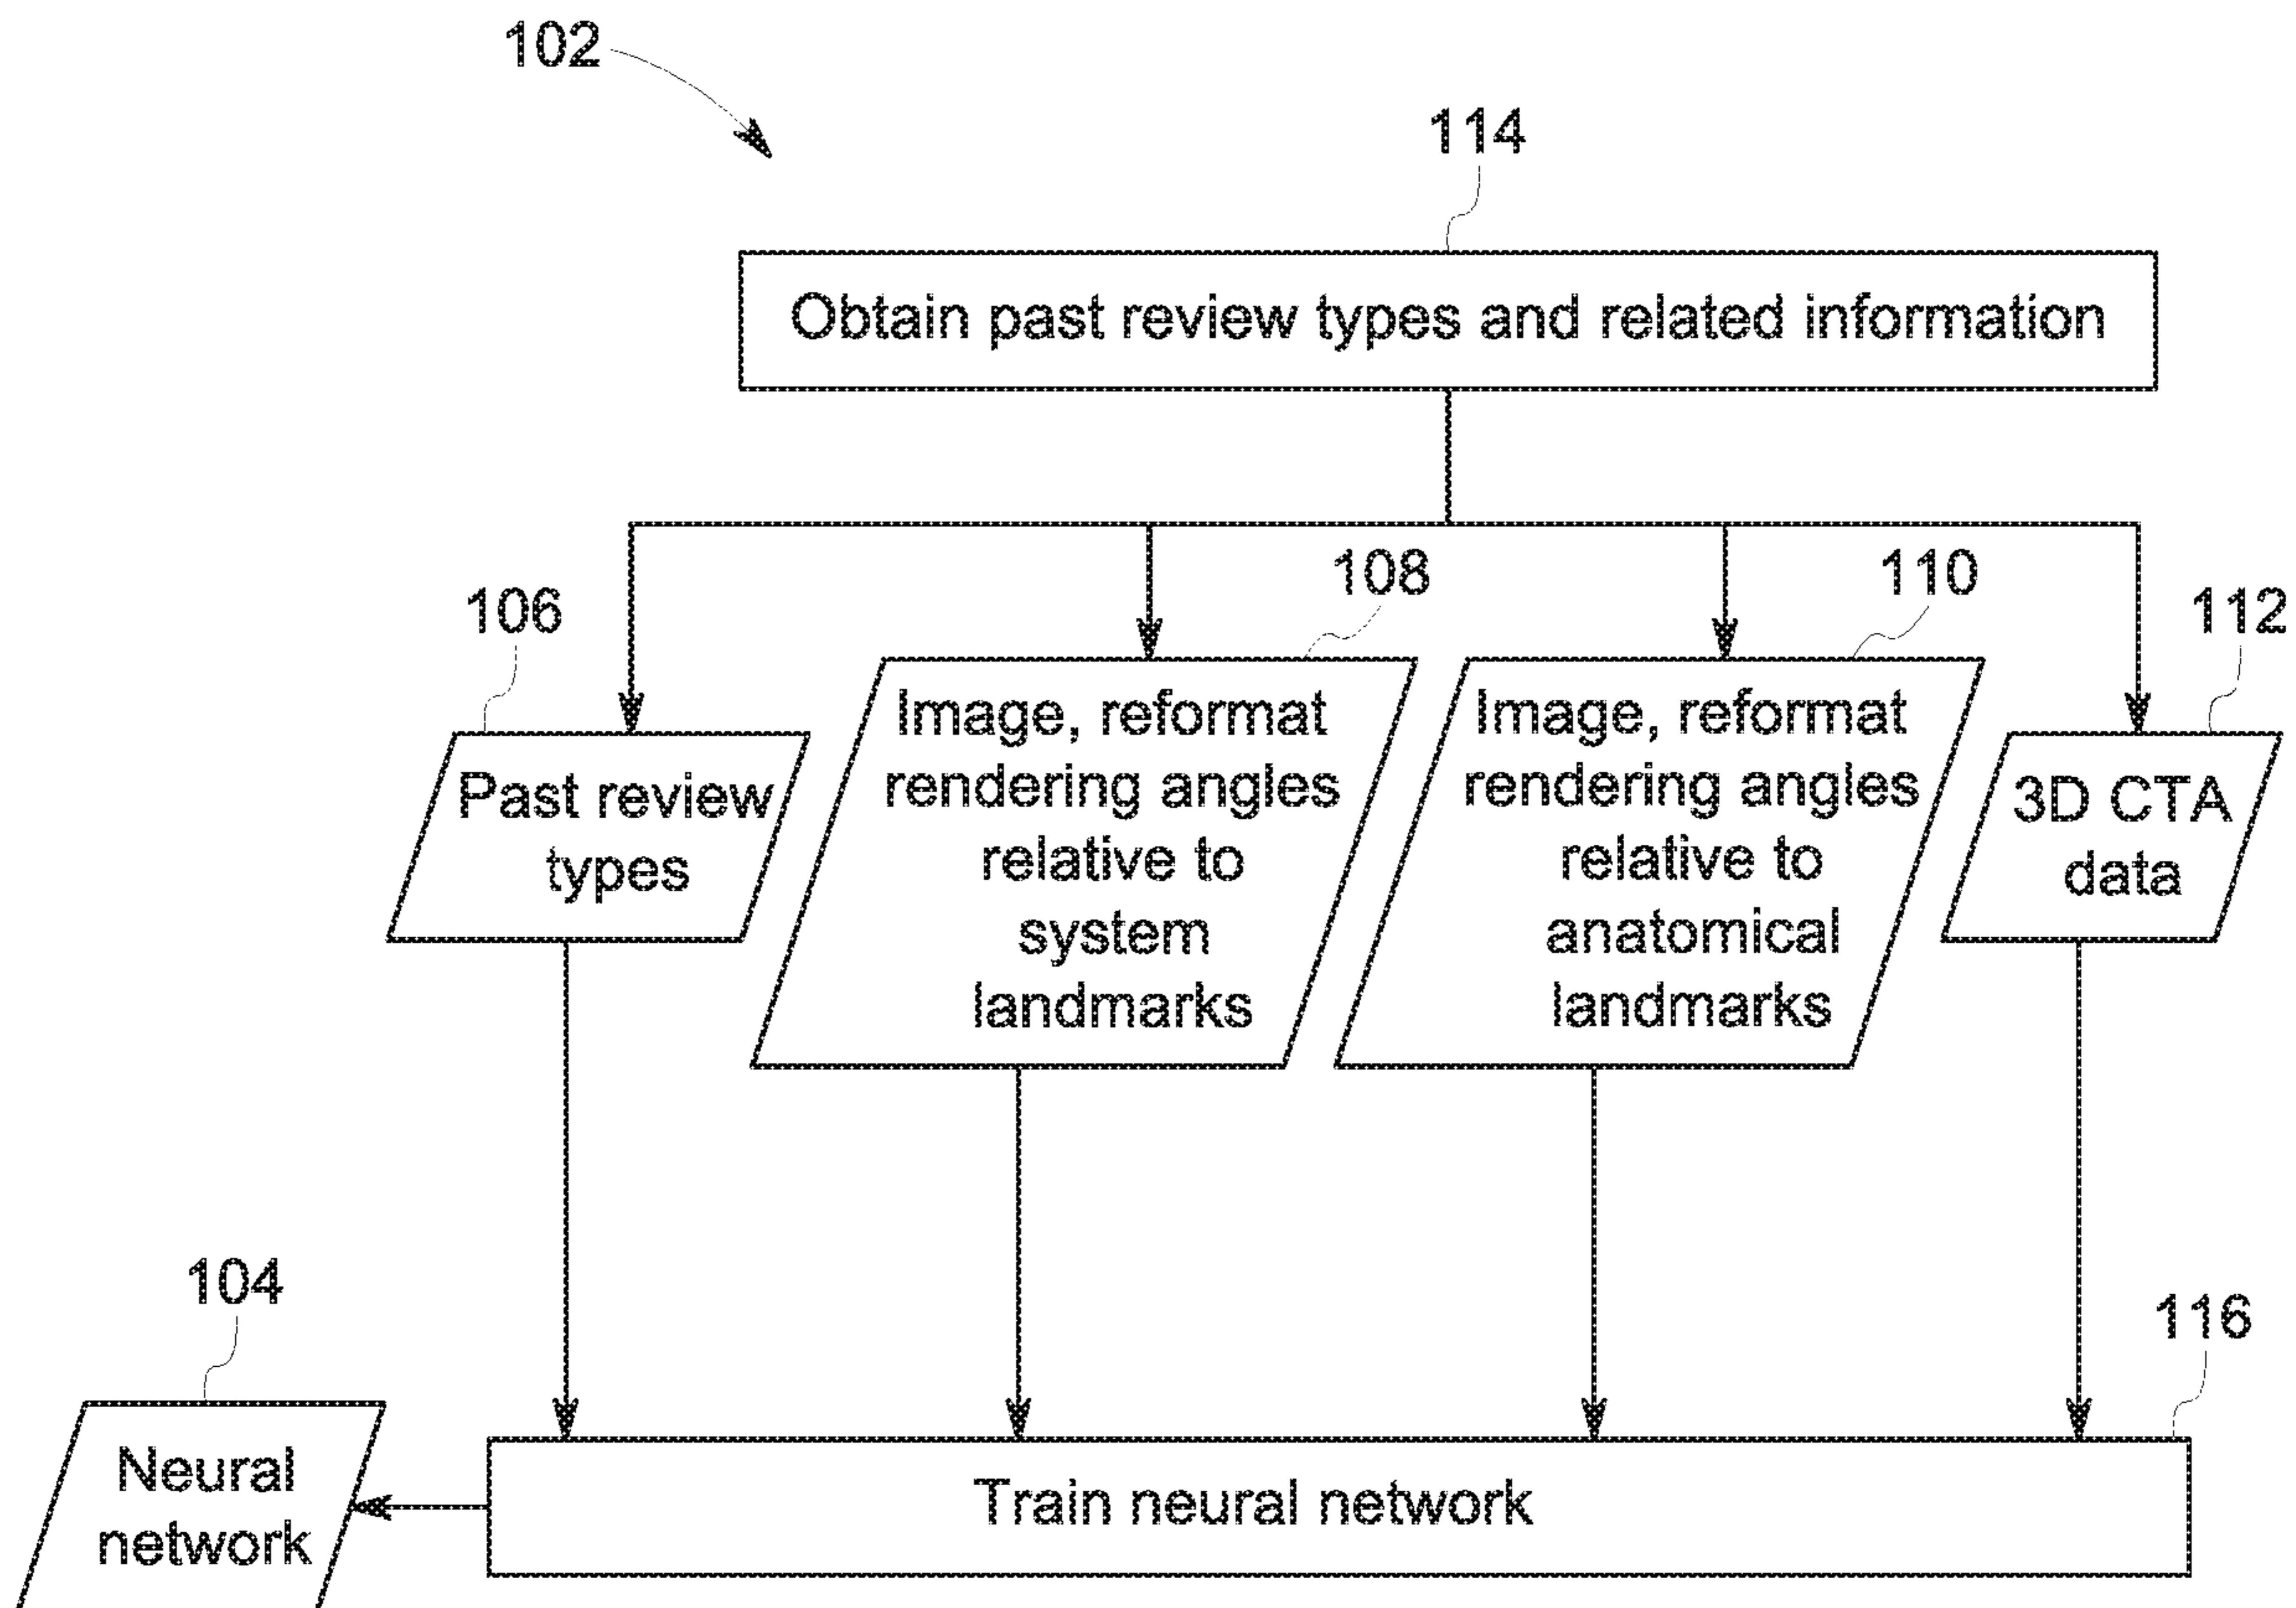 102
114
Obtain past review types and related information
106
108
110
112
Past review
types
Image, reformat
rendering angles
relative to
system
landmarks
Image, reformat
rendering angles
relative to
anatomical
landmarks
3D CTA
data
104
116
Neural
network
Train neural network